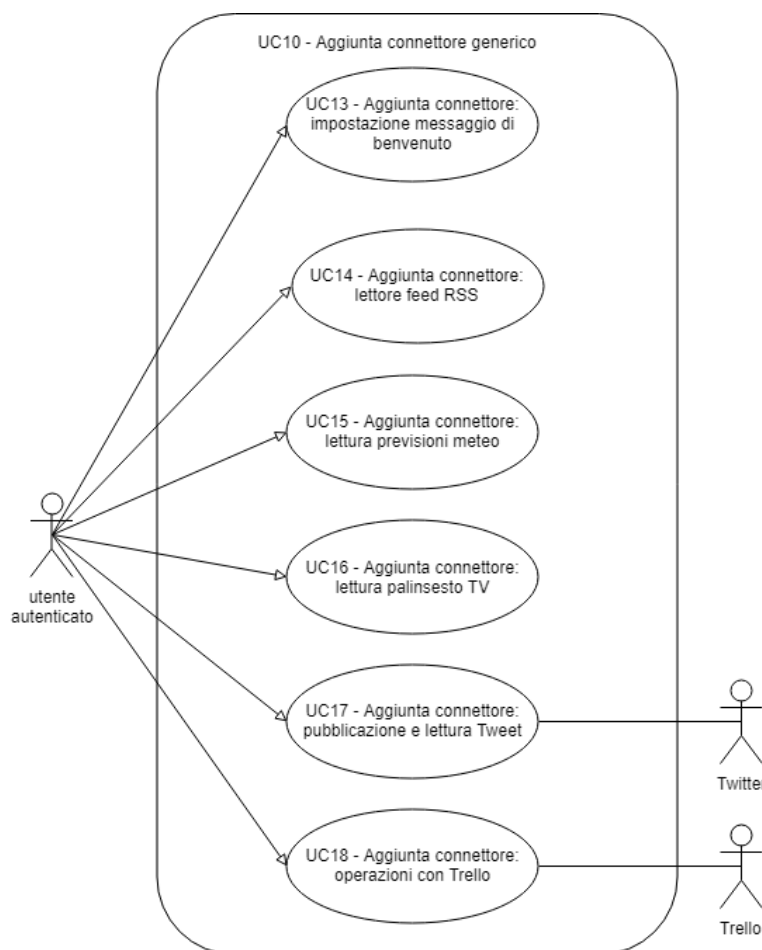 UC10 - Aggiunta connettore generico
UC13 - Aggiunta connettore:
impostazione messaggio di
benvenuto
UC14 - Aggiunta connettore:
lettore feed RSS
UC15 - Aggiunta connettore:
lettura previsioni meteo
utente
autenticato
UC16 - Aggiunta connettore:
lettura palinsesto TV
UC17 - Aggiunta connettore:
pubblicazione e lettura Tweet
Twitter
UC18 - Aggiunta connettore:
operazioni con Trello
Trello